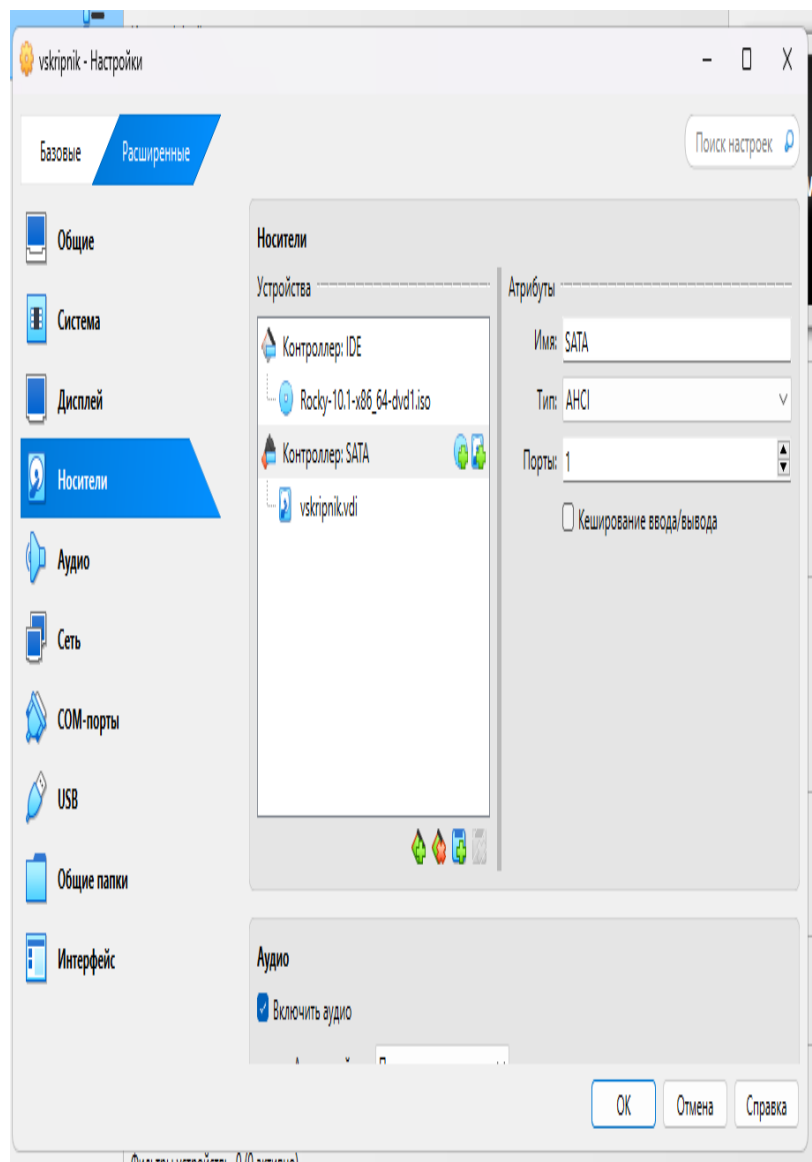 vskripnik - Настройки
Базовые
Расширенные
Поиск настроек
Общие
Система
Дисплей
Носители
Аудио
Сеть
COM-порты
USB
Общие папки
Интерфейс
Носители
Устройства
Контроллер: IDE
Rocky-10.1-x86_64-dvd1.iso
Контроллер: SATA
vskripnik.vdi
Атрибуты
Имя: SATA
Тип: AHCI
Порты: 1
Кеширование ввода/вывода
Аудио
Включить аудио
OK
Отмена
Справка